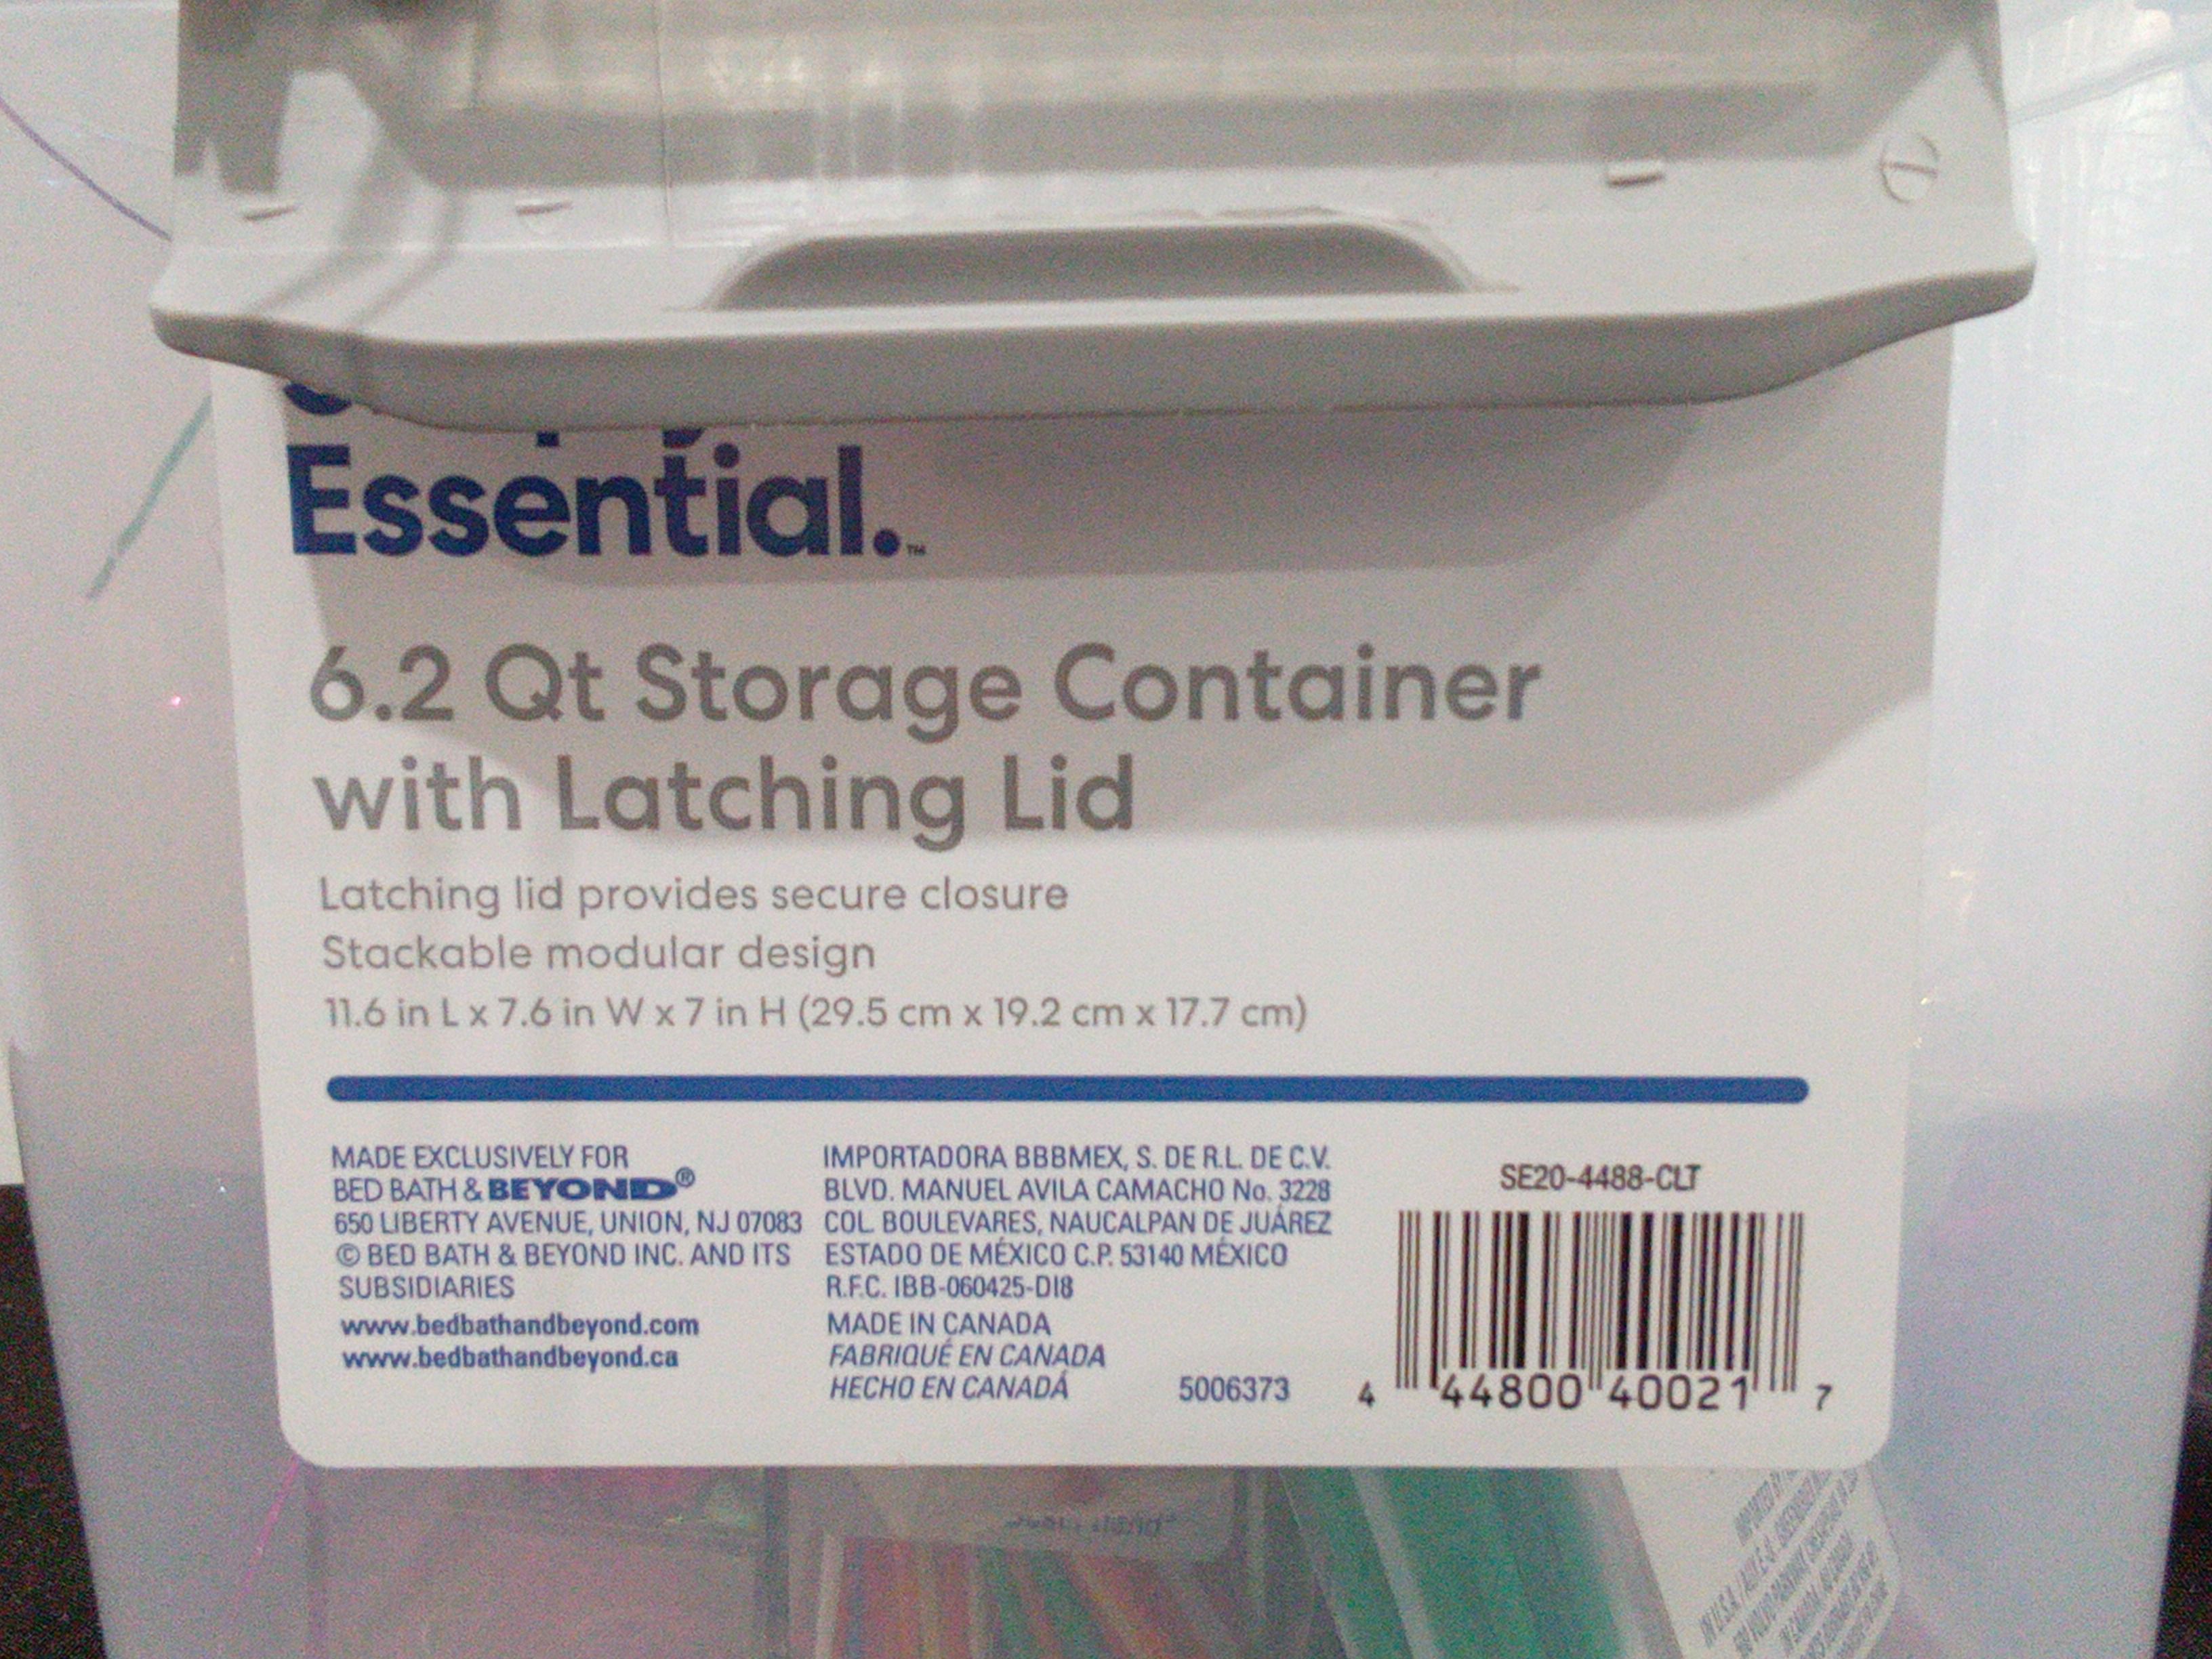 Essential.™
6.2 Qt Storage Container
with Latching Lid
Latching lid provides secure closure
Stackable modular design
11.6 in L x 7.6 in W x 7 in H (29.5 cm x 19.2 cm x 17.7 cm)
MADE EXCLUSIVELY FOR
BED BATH & BEYOND®
650 LIBERTY AVENUE, UNION, NJ 07083
© BED BATH & BEYOND INC. AND ITS
SUBSIDIARIES
www.bedbathandbeyond.com
www.bedbathandbeyond.ca
IMPORTADORA BBBMEX, S. DE R.L. DE C.V.
BLVD. MANUEL AVILA CAMACHO No. 3228
COL. BOULEVARES, NAUCALPAN DE JUÁREZ
ESTADO DE MÉXICO C.P. 53140 MÉXICO
R.F.C. IBB-060425-DI8
MADE IN CANADA
FABRIQUÉ EN CANADA
HECHO EN CANADÁ
5006373
SE20-4488-CLT
4 44800 40021 7